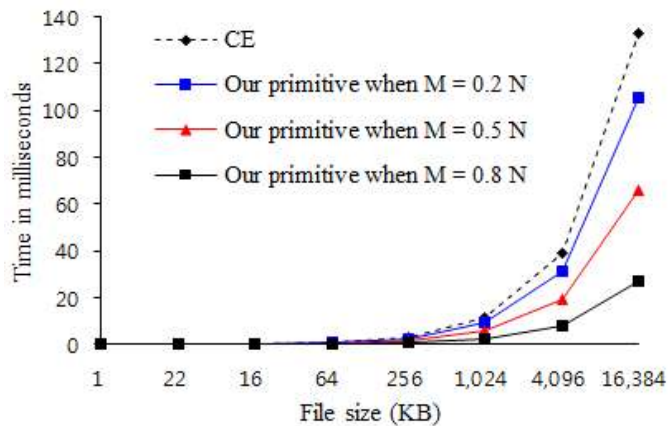 140
120
100
80
60
40
20
0
Time in milliseconds
CE
Our primitive when M = 0.2 N
Our primitive when M = 0.5 N
Our primitive when M = 0.8 N
1 22 16 64 256 1,024 4,096 16,384
File size (KB)